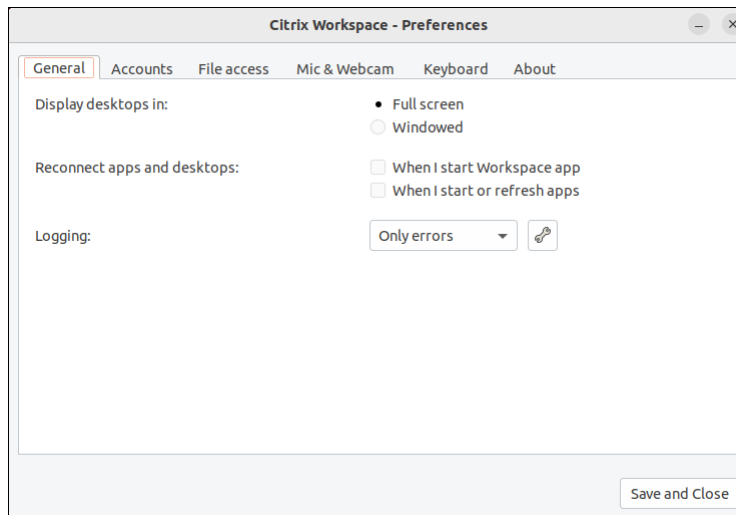 Citrix Workspace - Preferences
General Accounts File access Mic & Webcam Keyboard About
Display desktops in: Full screen
Windowed
Reconnect apps and desktops: When I start Workspace app
When I start or refresh apps
Logging: Only errors
Save and Close